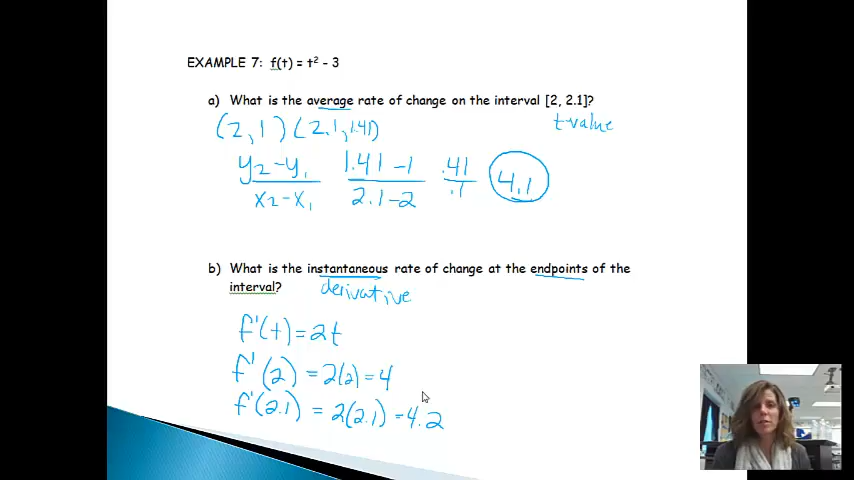 EXAMPLE 7: f(t) = t² - 3
a) What is the average rate of change on the interval [2, 2.1]?
(2, 1) (2.1, 1.41) t-value
y₂-y₁/x₂-x₁ 1.41-1/2.1-2 .41/.1 4.1
b) What is the instantaneous rate of change at the endpoints of the
interval? derivative
f'(t) = 2t
f'(2) = 2(2) = 4
f'(2.1) = 2(2.1) = 4.2